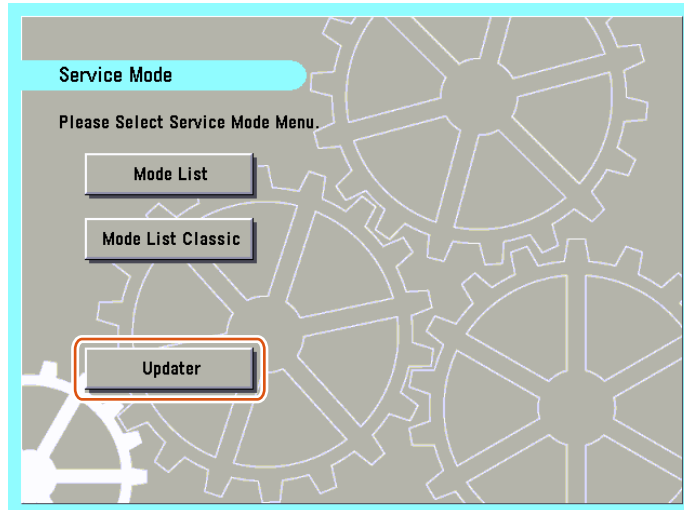 Service Mode
Please Select Service Mode Menu.
Mode List
Mode List Classic
Updater